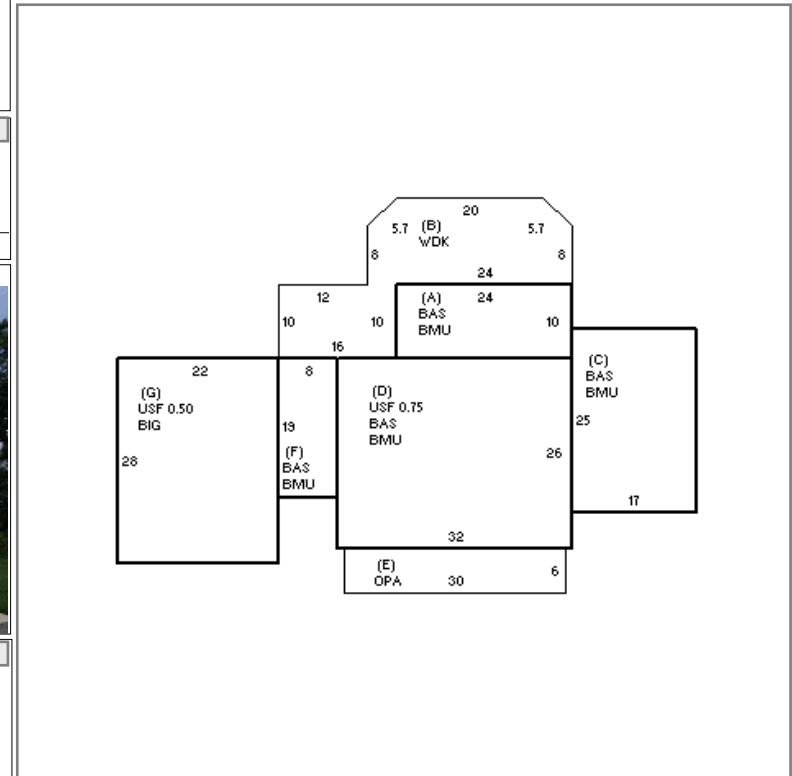 20
5.7 (B) 5.7
WDK
8 8
24
12 (A) 24
BAS
10 10 BMU 10
16
22 8 (C)
BAS
BMU
(G) (D)
USF 0.50 USF 0.75
BIG BAS
BMU
19 25
28 (F) 26
BAS
BMU
17
32
(E) 6
OPA 30